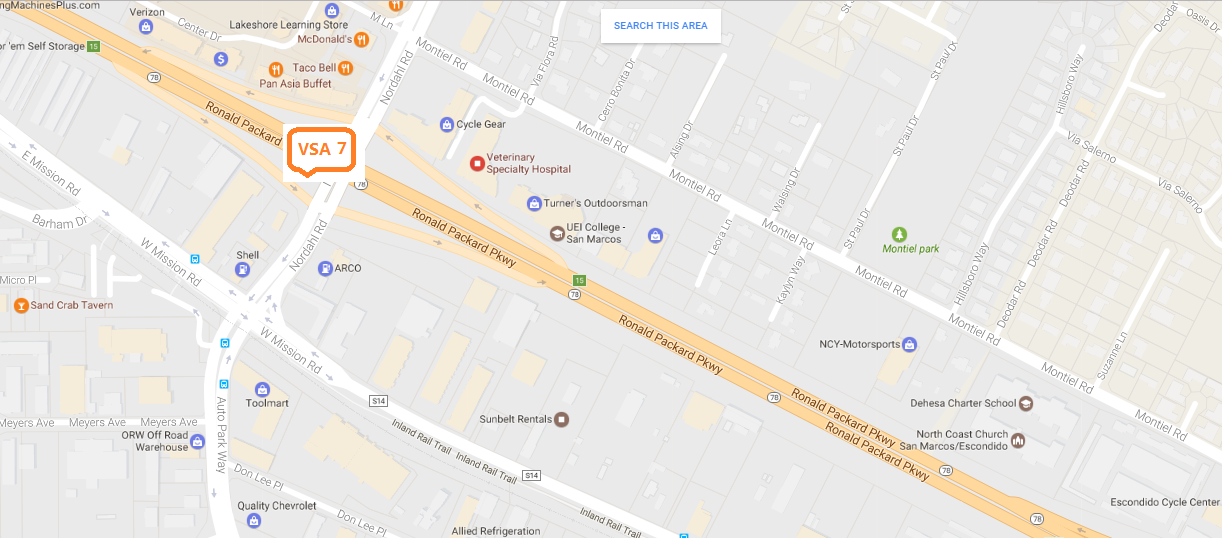 ngMachinesPlus.com
Verizon
Lakeshore Learning Store
M Ln
Center Dr
McDonald's
Montiel Rd
Via Flora Rd
SEARCH THIS AREA
Oasis Dr
Deodar Rd
or 'em Self Storage
15
Taco Bell
Pan Asia Buffet
78
Nordahl Rd
Montiel Rd
Cerro Bonita Dr
St Paul Dr
Hillsboro Way
Ronald Packard
Cycle Gear
Alsing Dr
St Paul Dr
Via Salerno
VSA 7
Veterinary
Specialty Hospital
E Mission Rd
78
Montiel Rd
Walsing Dr
Deodar Rd
Via Salerno
Turner's Outdoorsman
Barham Dr
Ronald Packard Pkwy
UEI College -
San Marcos
Leora Ln
St Paul Dr
Montiel park
Deodar Rd
Nordahl Rd
W Mission Rd
Shell
ARCO
Micro Pl
15
78
Kaylyn Way
Montiel Rd
Hillsboro Way
Deodar Rd
Sand Crab Tavern
W Mission Rd
Ronald Packard Pkwy
Montiel Rd
NCY-Motorsports
Suzanne Ln
Montiel Rd
Toolmart
S14
78
Ronald Packard Pkwy
Dehesa Charter School
Meyers Ave
Meyers Ave
Auto Park Way
Sunbelt Rentals
Inland Rail Trail
Inland Rail Trail
Ronald Packard Pkwy
North Coast Church
San Marcos/Escondido
Montiel Rd
ORW Off Road
Warehouse
Don Lee Pl
S14
78
Quality Chevrolet
Don Lee Pl
Inland Rail Trail
78
Escondido Cycle Center
Allied Refrigeration